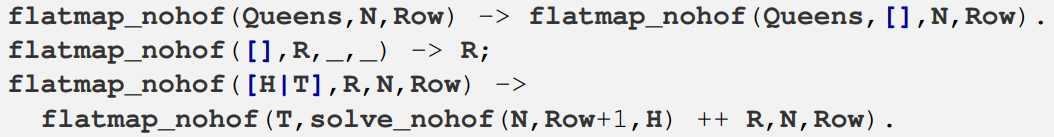 flatmap_nohof(Queens,N,Row) -> flatmap_nohof(Queens,[],N,Row).
flatmap_nohof([],R,_,_) -> R;
flatmap_nohof([H|T],R,N,Row) ->
  flatmap_nohof(T,solve_nohof(N,Row+1,H) ++ R,N,Row).